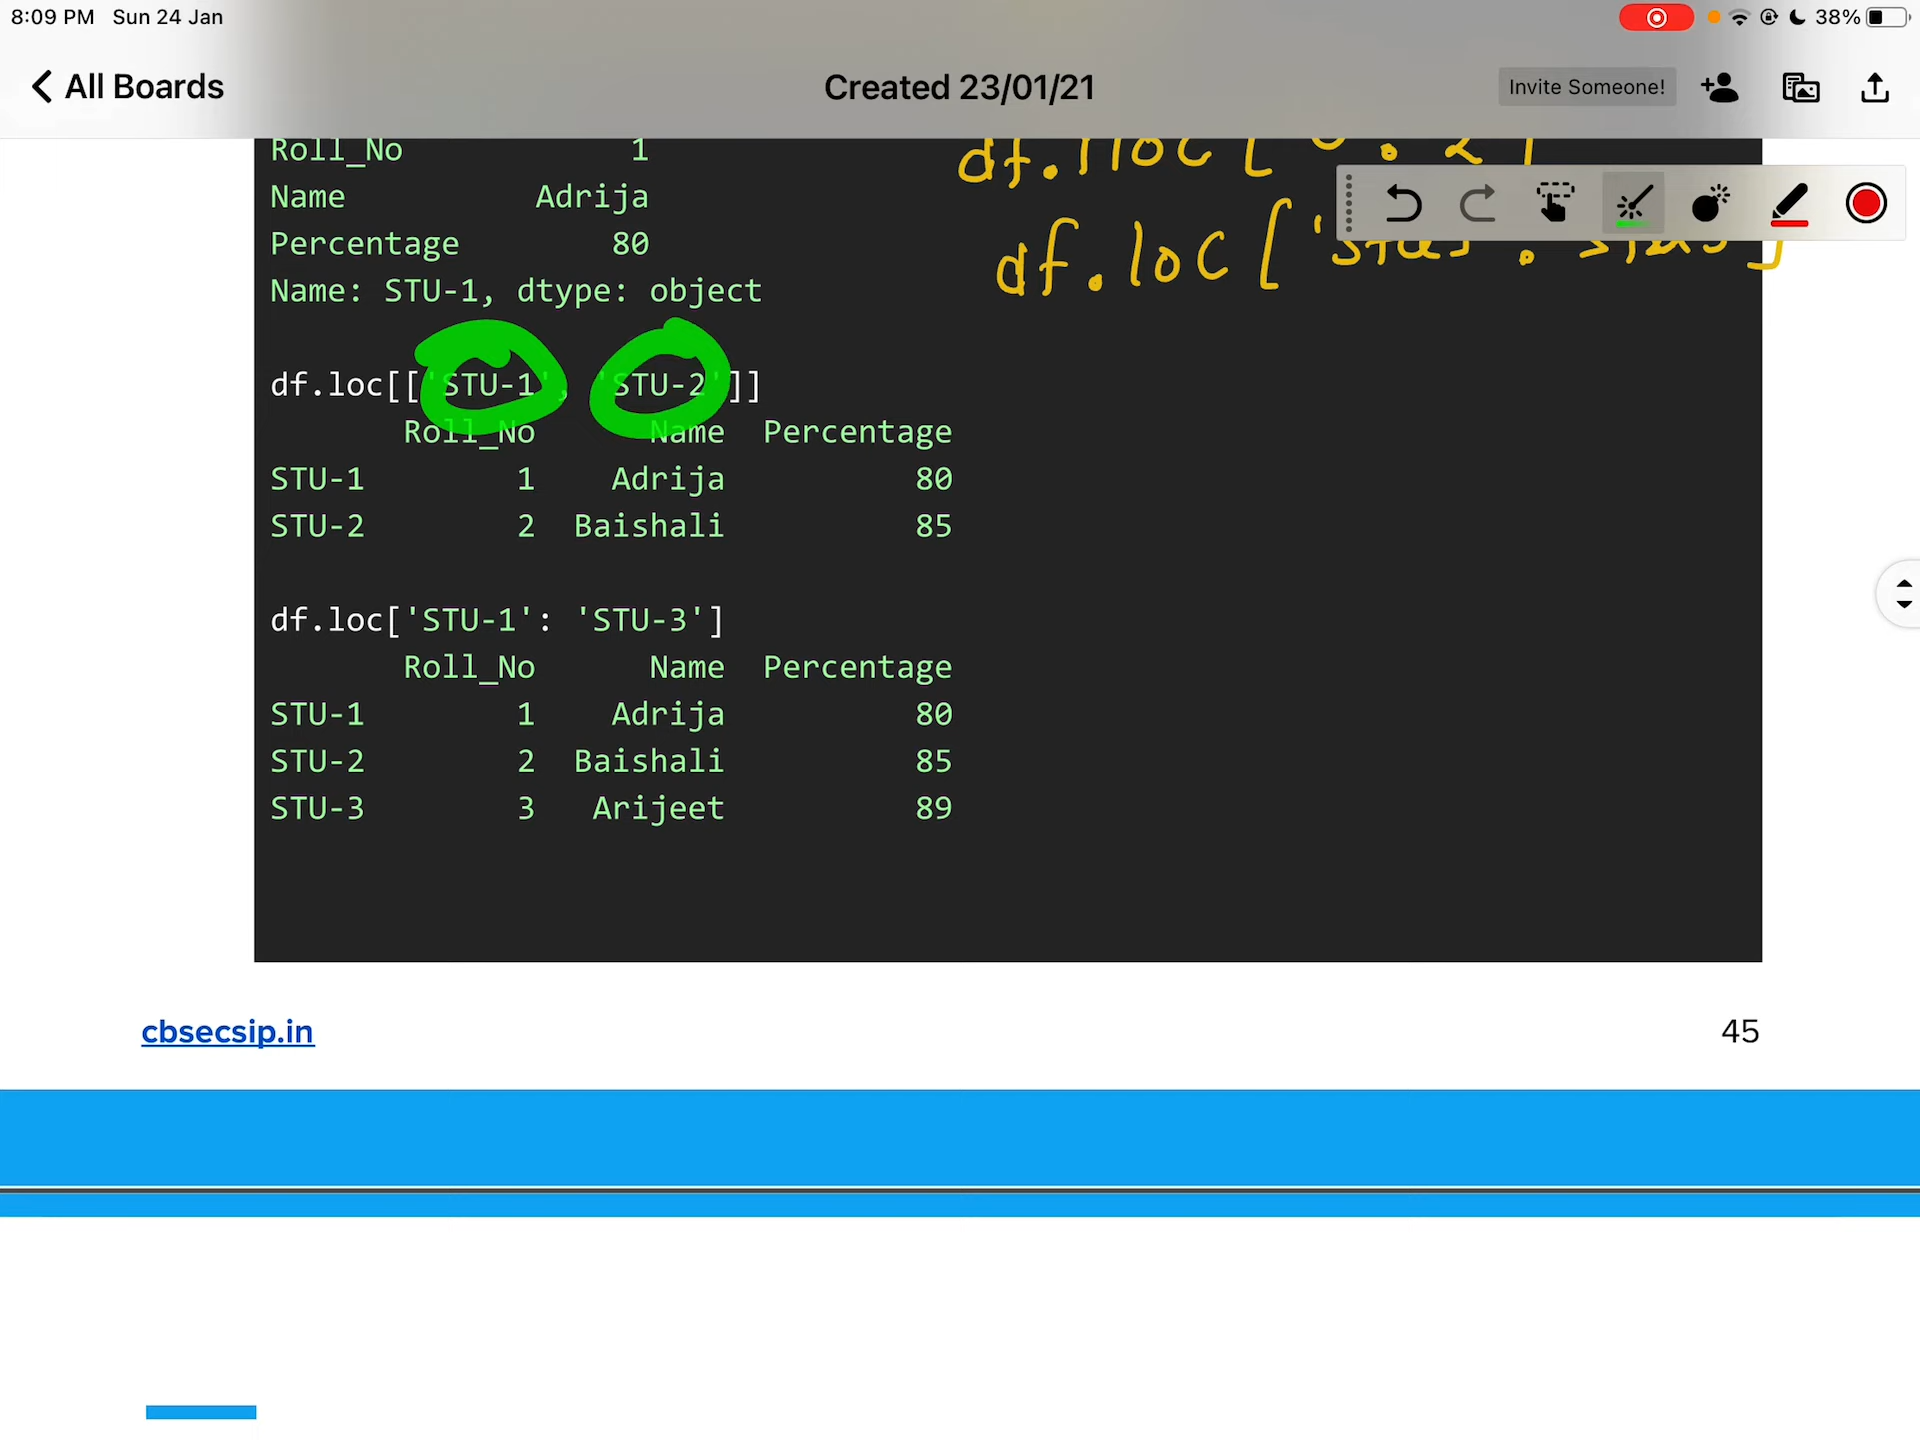 8:09 PM Sun 24 Jan
38%
All Boards
Created 23/01/21
Invite Someone!
Roll_No 1
Name Adrija
Percentage 80
Name: STU-1, dtype: object
df.loc[['STU-1', 'STU-2']]
Roll_No Name Percentage
STU-1 1 Adrija 80
STU-2 2 Baishali 85
df.loc['STU-1': 'STU-3']
Roll_No Name Percentage
STU-1 1 Adrija 80
STU-2 2 Baishali 85
STU-3 3 Arijeet 89
df.loc [
cbsecsip.in
45